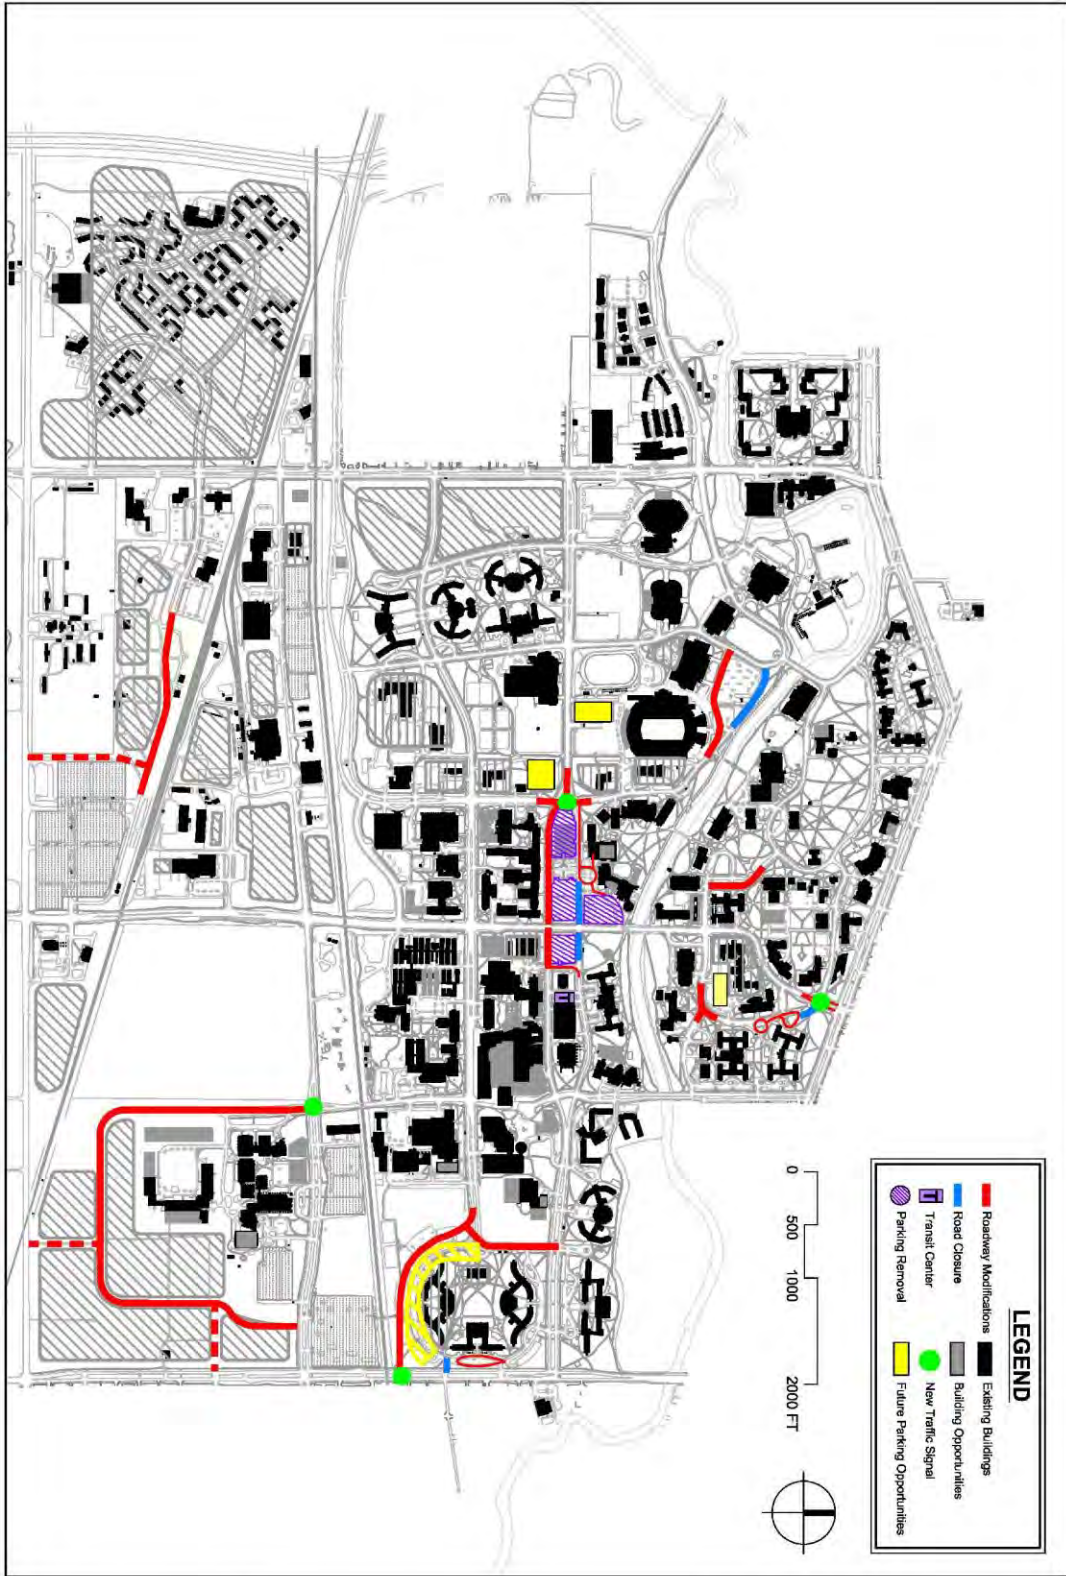 LEGEND
Roadway Modifications
Road Closure
T
Transit Center
Parking Removal
Existing Buildings
Building Opportunities
New Traffic Signal
Future Parking Opportunities
0 500 1000 2000 FT
T